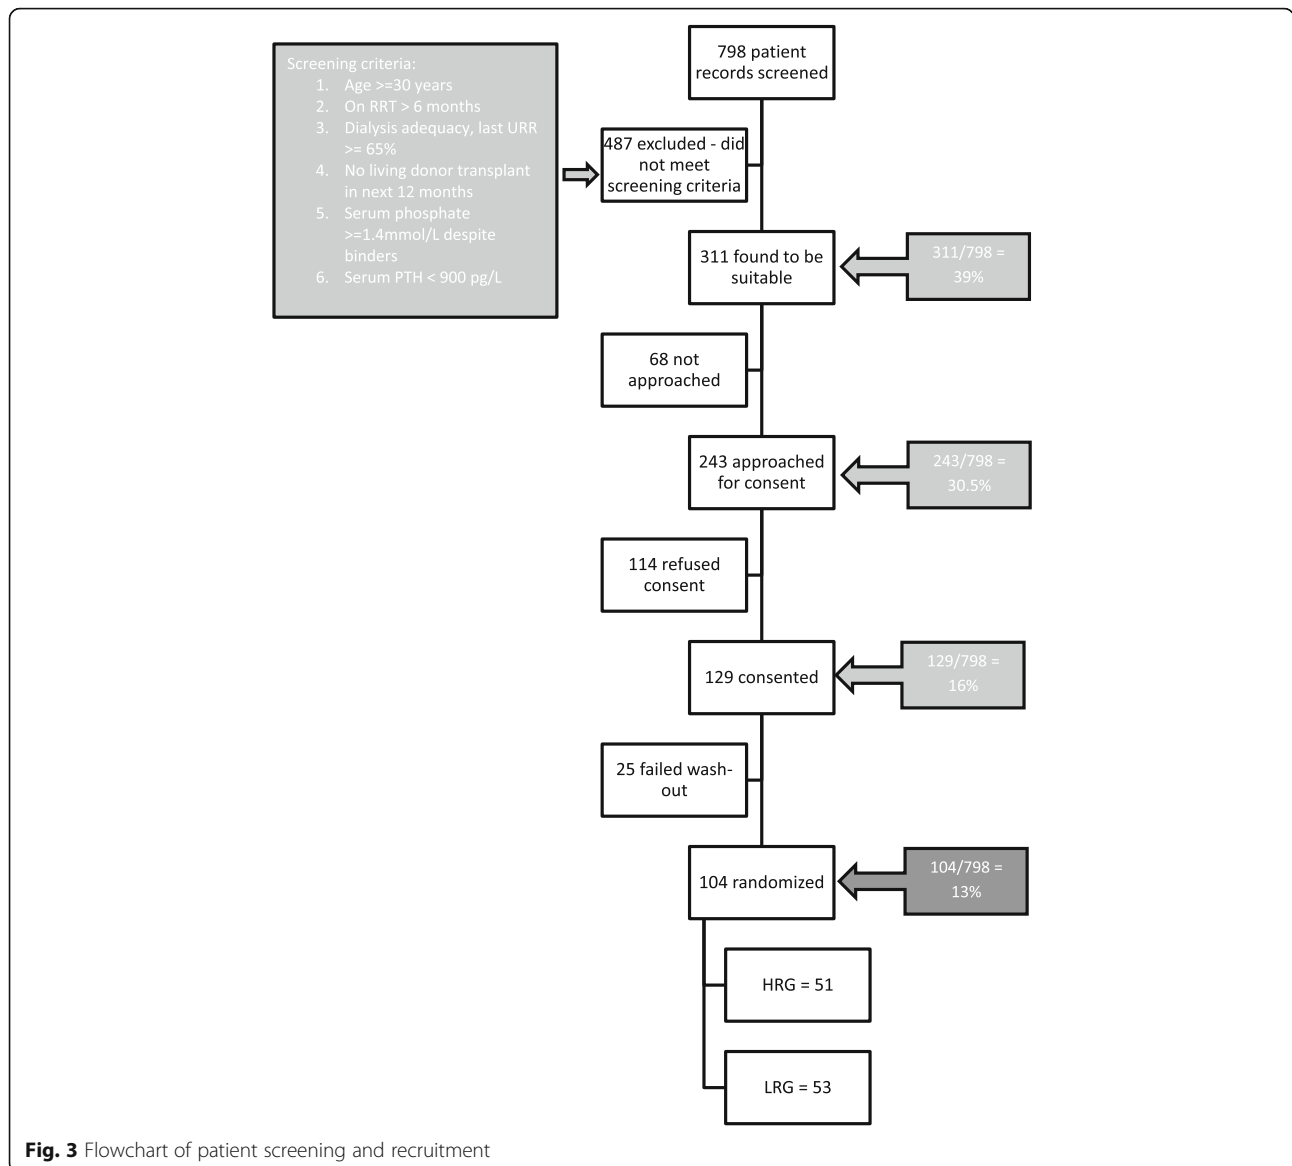 798 patient
records screened
Screening criteria:
1. Age >=30 years
2. On RRT > 6 months
3. Dialysis adequacy, last URR
>= 65%
4. No living donor transplant
in next 12 months
5. Serum phosphate
>=1.4mmol/L despite
binders
6. Serum PTH < 900 pg/L
487 excluded - did
not meet
screening criteria
311 found to be
suitable
311/798 =
39%
68 not
approached
243 approached
for consent
243/798 =
30.5%
114 refused
consent
129 consented
129/798 =
16%
25 failed wash-
out
104 randomized
104/798 =
13%
HRG = 51
LRG = 53
Fig. 3 Flowchart of patient screening and recruitment